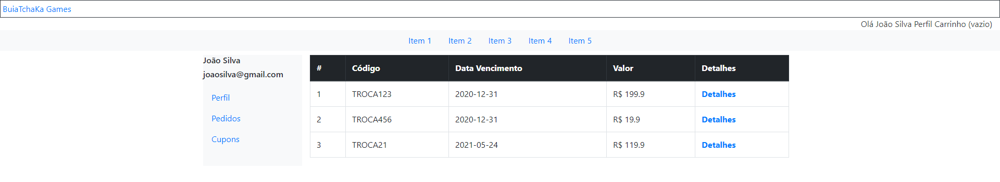 BuiaTchaKa Games
Olá João Silva Perfil Carrinho (vazio)
Item 1 Item 2 Item 3 Item 4 Item 5
João Silva
joaosilva@gmail.com
Perfil
Pedidos
Cupons
# Código Data Vencimento Valor Detalhes
1 TROCA123 2020-12-31 R$ 199.9 Detalhes
2 TROCA456 2020-12-31 R$ 19.9 Detalhes
3 TROCA21 2021-05-24 R$ 119.9 Detalhes